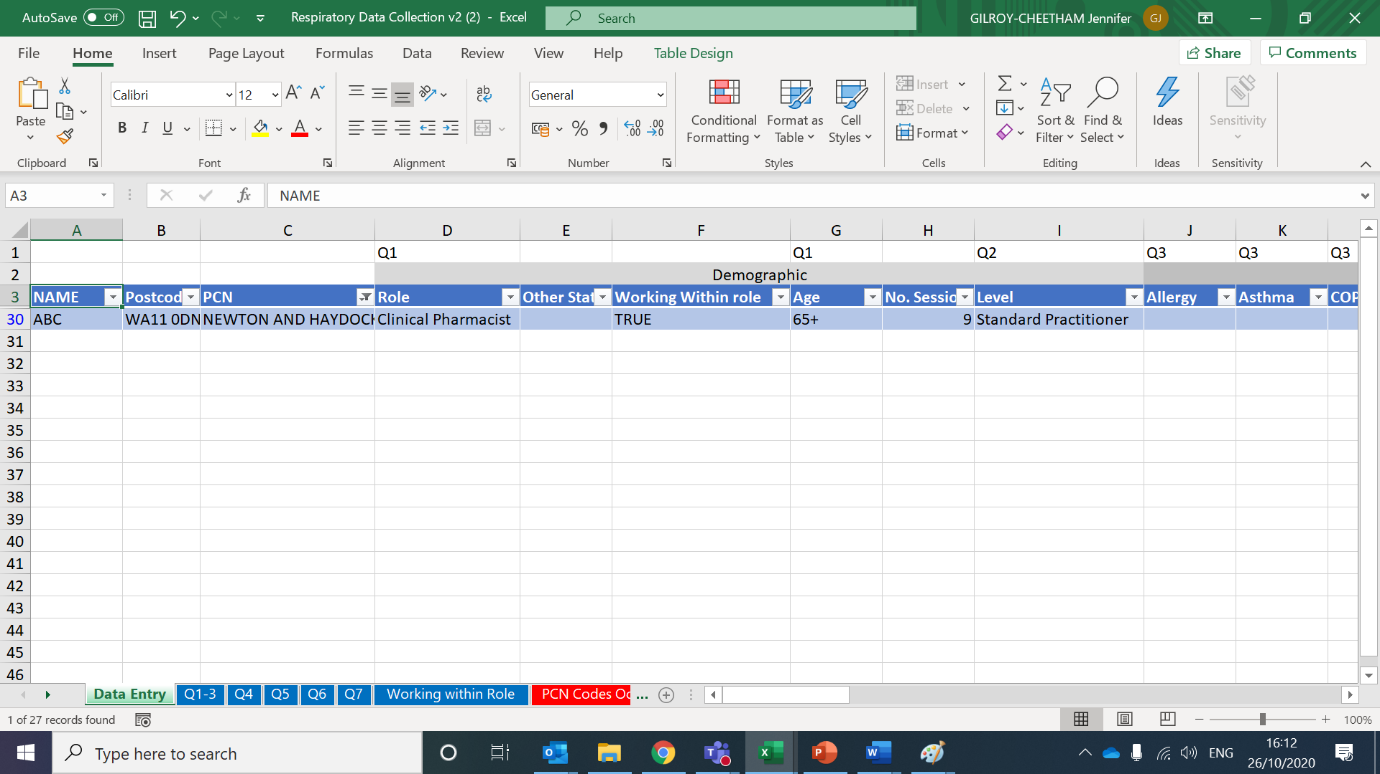 AutoSave Off Respiratory Data Collection v2 (2) - Excel Search GILROY-CHEETHAM Jennifer GJ
File Home Insert Page Layout Formulas Data Review View Help Table Design Share Comments
Calibri 12 General Insert
Paste Conditional Format as Cell Delete Sort & Find & Ideas Sensitivity
B I U A % Formatting Table Styles Format Filter Select
Clipboard Font Alignment Number Styles Cells Editing Ideas Sensitivity
A3 fx NAME
A B C D E F G H I J K
1 Q1 Q1 Q2 Q3 Q3 Q3
2 Demographic
3 NAME Postcod PCN Role Other Stat Working Within role Age No. Sessio Level Allergy Asthma COP
30 ABC WA11 0DN NEWTON AND HAYDOCK Clinical Pharmacist TRUE 65+ 9 Standard Practitioner
31
32
33
34
35
36
37
38
39
40
41
42
43
44
45
46
Data Entry Q1-3 Q4 Q5 Q6 Q7 Working within Role PCN Codes Oc ...
1 of 27 records found 100%
Type here to search ENG 16:12
26/10/2020